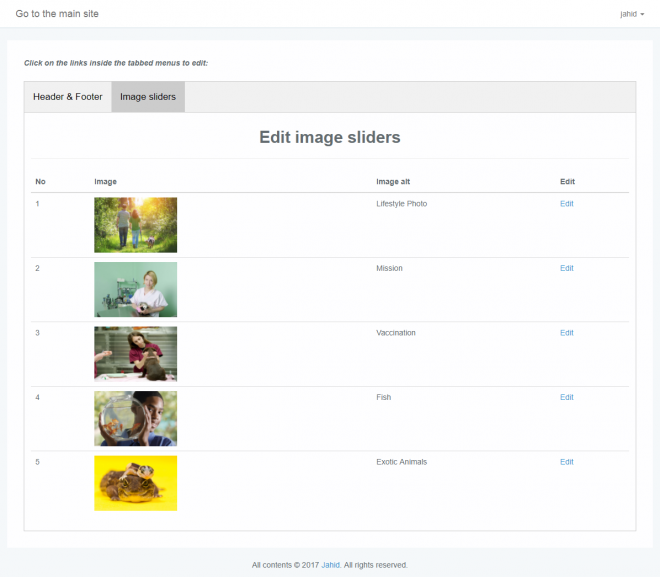 Go to the main site
jahid
Click on the links inside the tabbed menus to edit:
Header & Footer Image sliders
Edit image sliders
No Image Image alt Edit
1 Lifestyle Photo Edit
2 Mission Edit
3 Vaccination Edit
4 Fish Edit
5 Exotic Animals Edit
All contents © 2017 Jahid. All rights reserved.